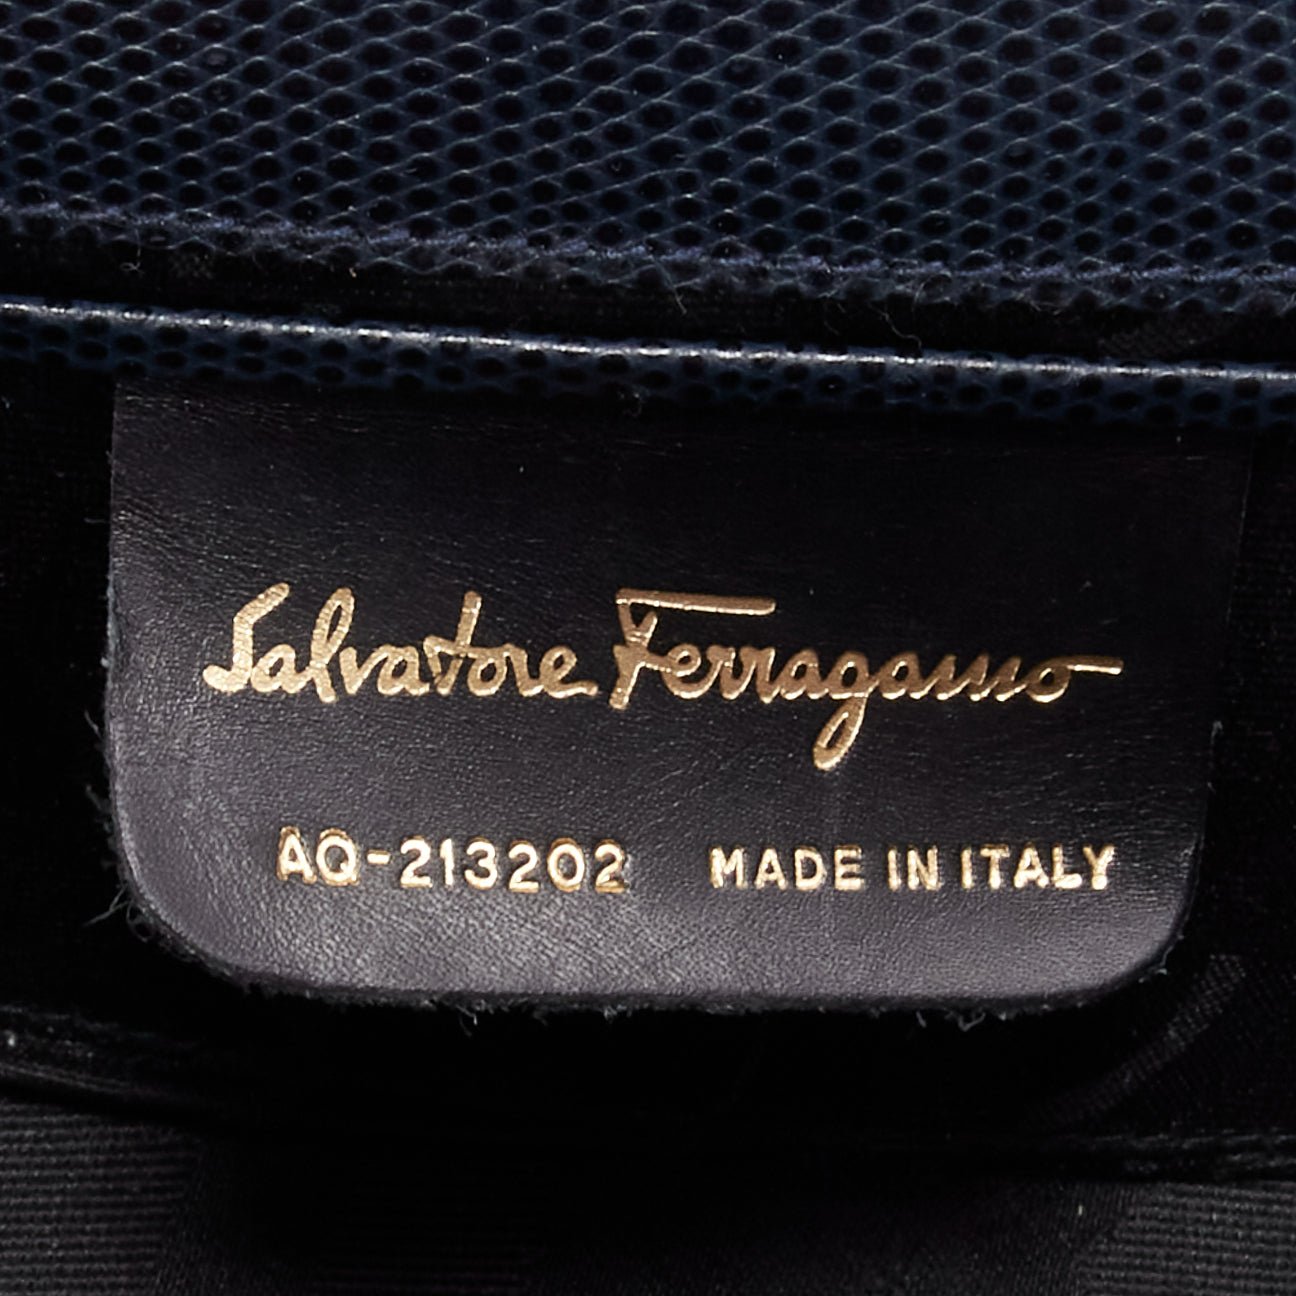 Salvatore Ferragamo
AQ-213202 MADE IN ITALY